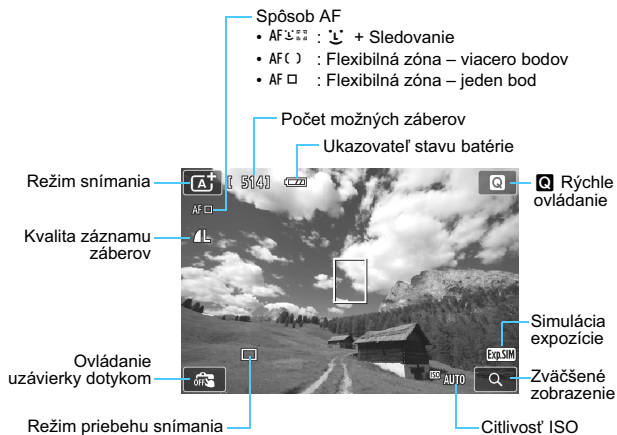 Spôsob AF
• AF : + Sledovanie
• AF( ) : Flexibilná zóna – viacero bodov
• AF □ : Flexibilná zóna – jeden bod
Počet možných záberov
Ukazovateľ stavu batérie
Režim snímania
A+
[ 514]
Q
Q Rýchle
ovládanie
AF □
Kvalita záznamu
záberov
L
Simulácia
expozície
Exp.SIM
Ovládanie
uzávierky dotykom
OFF
ISO AUTO
Zväčšené
zobrazenie
Režim priebehu snímania
Citlivosť ISO